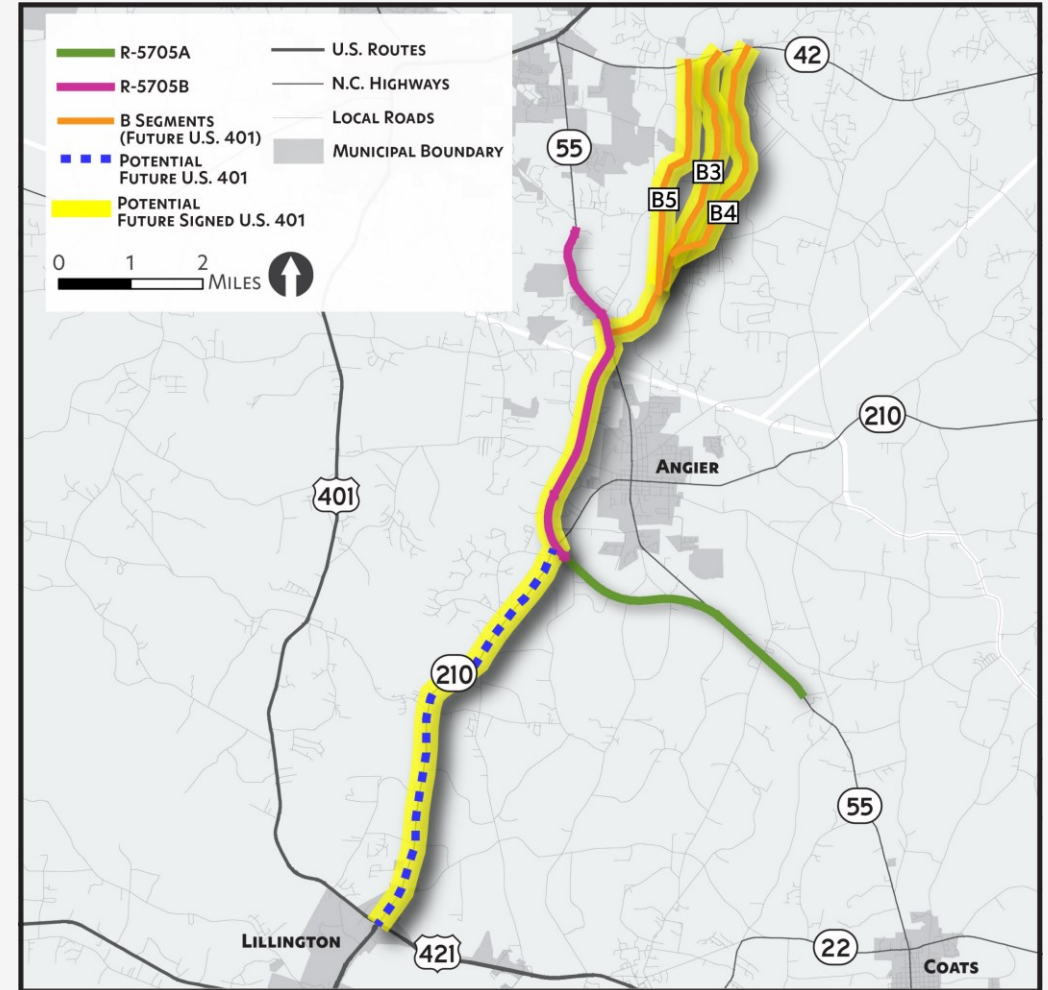 R-5705A
R-5705B
B SEGMENTS
(FUTURE U.S. 401)
POTENTIAL
FUTURE U.S. 401
POTENTIAL
FUTURE SIGNED U.S. 401
U.S. ROUTES
N.C. HIGHWAYS
LOCAL ROADS
MUNICIPAL BOUNDARY
0 1 2
MILES
42
55
B3
B5
B4
210
ANGIER
401
210
55
LILLINGTON
421
22
COATS